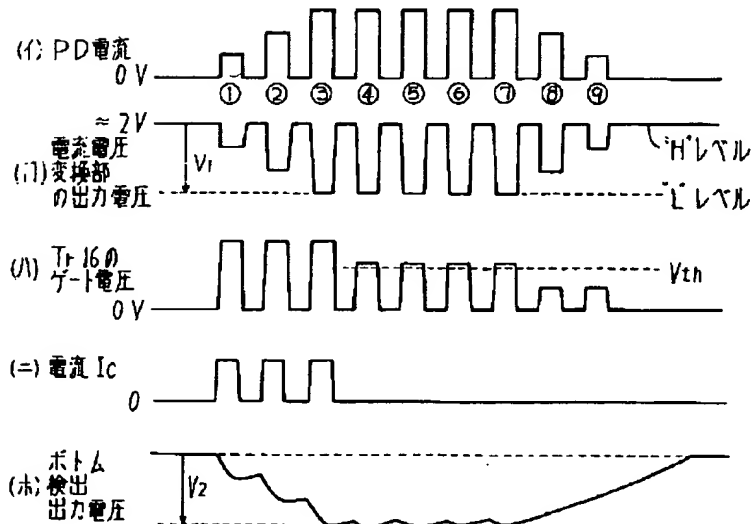 (イ) PD電流
0V
① ② ③ ④ ⑤ ⑥ ⑦ ⑧ ⑨
≈2V
電流電圧
(ロ) 変換部
の出力電圧
V1
"H"レベル
"L"レベル
(ハ) Tr 16の
ゲート電圧
Vth
0V
(ニ) 電流 Ic
0
ボトム
(ホ) 検出
出力電圧
V2